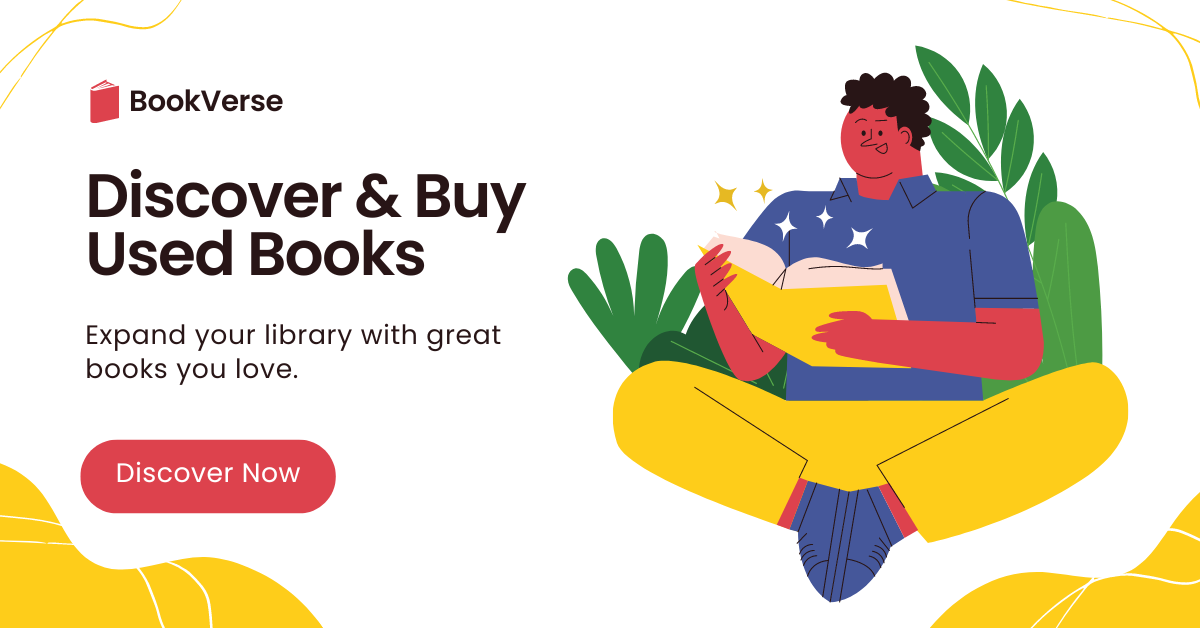 BookVerse
Discover & Buy
Used Books
Expand your library with great
books you love.
Discover Now